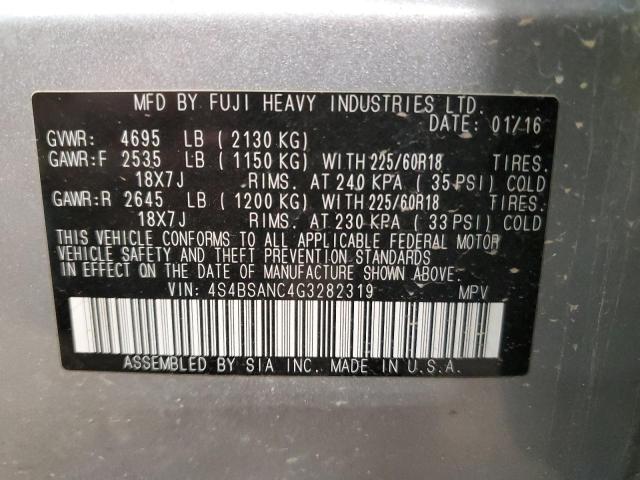 MFD BY FUJI HEAVY INDUSTRIES LTD.
DATE: 01/16
GVWR: 4695 LB (2130 KG)
GAWR:F 2535 LB (1150 KG) WITH 225/60R18 TIRES.
18X7J RIMS. AT 240 KPA (35 PSI) COLD
GAWR:R 2645 LB (1200 KG) WITH 225/60R18 TIRES.
18X7J RIMS. AT 230 KPA (33 PSI) COLD
THIS VEHICLE CONFORMS TO ALL APPLICABLE FEDERAL MOTOR
VEHICLE SAFETY AND THEFT PREVENTION STANDARDS
IN EFFECT ON THE DATE OF MANUFACTURE SHOWN ABOVE.
VIN: 4S4BSANC4G3282319 MPV
ASSEMBLED BY SIA INC. MADE IN U.S.A.